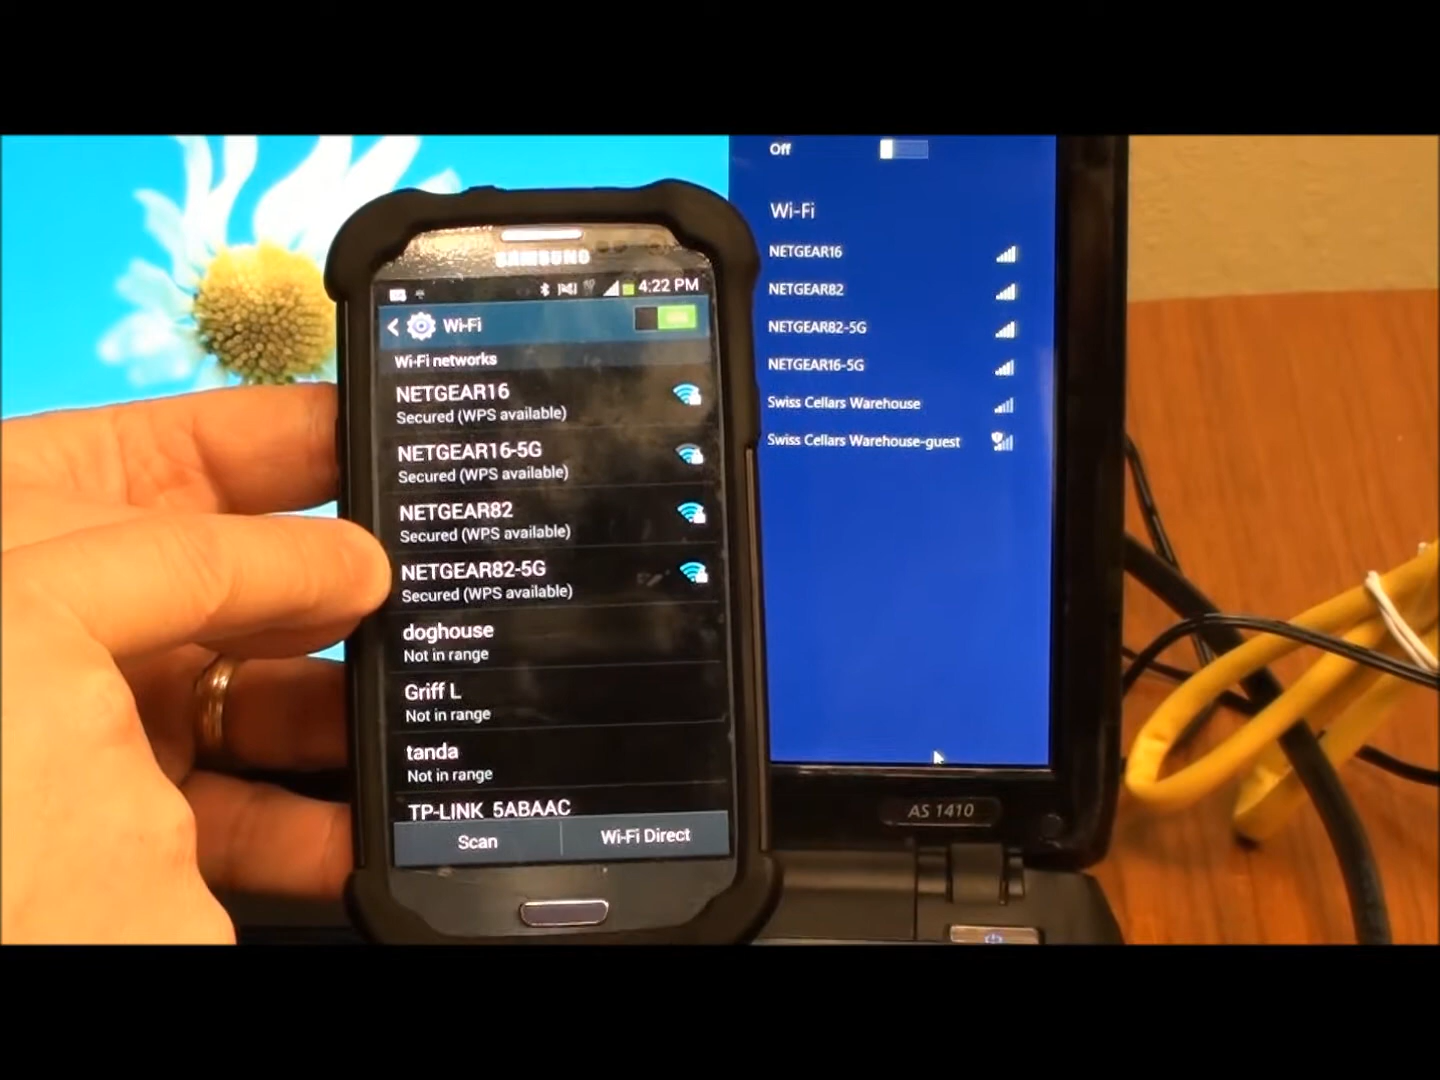 SAMSUNG
4:22 PM
Wi-Fi
Wi-Fi networks
NETGEAR16
Secured (WPS available)
NETGEAR16-5G
Secured (WPS available)
NETGEAR82
Secured (WPS available)
NETGEAR82-5G
Secured (WPS available)
doghouse
Not in range
Griff L
Not in range
tanda
Not in range
TP-LINK_5ABAAC
Scan
Wi-Fi Direct
Off
Wi-Fi
NETGEAR16
NETGEAR82
NETGEAR82-5G
NETGEAR16-5G
Swiss Cellars Warehouse
Swiss Cellars Warehouse-guest
AS 1410